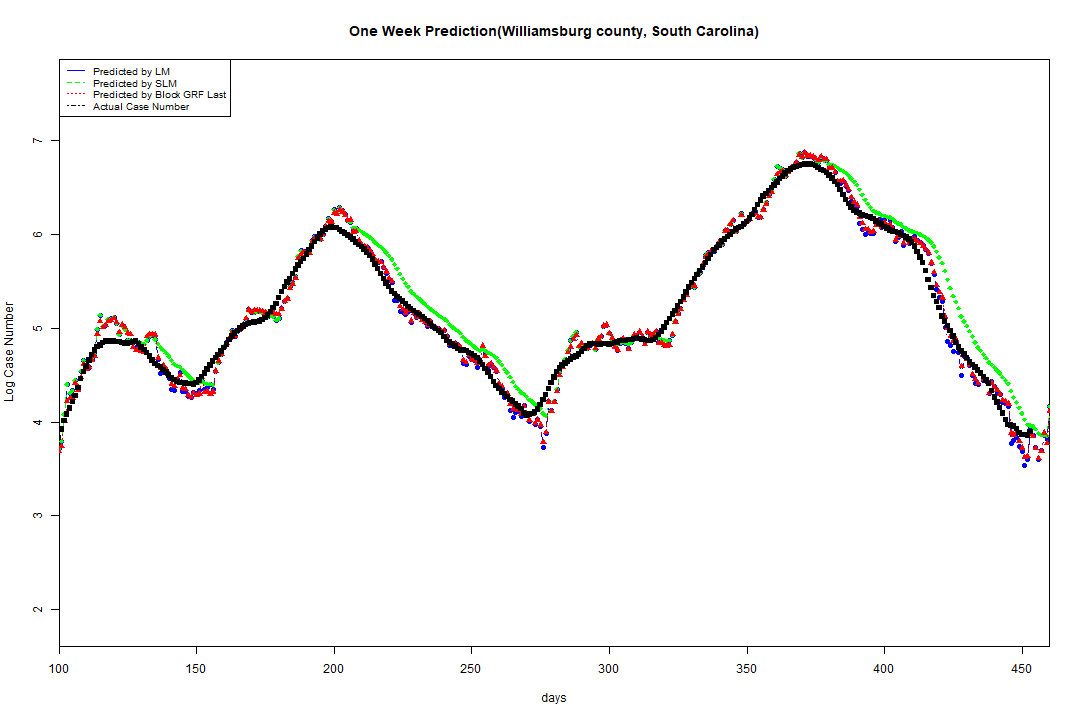 One Week Prediction(Williamsburg county, South Carolina)
Predicted by LM
Predicted by SLM
Predicted by Block GRF Last
Actual Case Number
Log Case Number
7
6
5
4
3
2
100 150 200 250 300 350 400 450
days